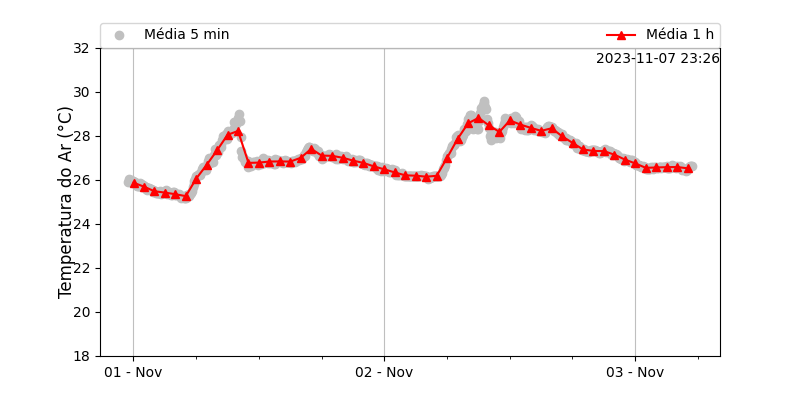 Média 5 min
Média 1 h
2023-11-07 23:26
Temperatura do Ar (°C)
32
30
28
26
24
22
20
18
01 - Nov
02 - Nov
03 - Nov